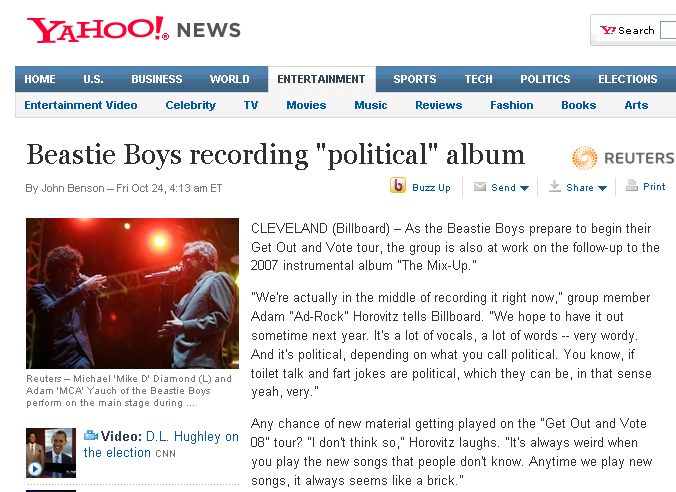 YAHOO!® NEWS
Y! Search
HOME U.S. BUSINESS WORLD ENTERTAINMENT SPORTS TECH POLITICS ELECTIONS
Entertainment Video Celebrity TV Movies Music Reviews Fashion Books Arts
Beastie Boys recording "political" album
REUTERS
By John Benson – Fri Oct 24, 4:13 am ET
b Buzz Up Send Share Print
CLEVELAND (Billboard) – As the Beastie Boys prepare to begin their
Get Out and Vote tour, the group is also at work on the follow-up to the
2007 instrumental album "The Mix-Up."
"We're actually in the middle of recording it right now," group member
Adam "Ad-Rock" Horovitz tells Billboard. "We hope to have it out
sometime next year. It's a lot of vocals, a lot of words -- very wordy.
And it's political, depending on what you call political. You know, if
toilet talk and fart jokes are political, which they can be, in that sense
yeah, very."
Reuters – Michael 'Mike D' Diamond (L) and
Adam 'MCA' Yauch of the Beastie Boys
perform on the main stage during ...
Any chance of new material getting played on the "Get Out and Vote
08" tour? "I don't think so," Horovitz laughs. "It's always weird when
you play the new songs that people don't know. Anytime we play new
songs, it always seems like a brick."
Video: D.L. Hughley on
the election CNN